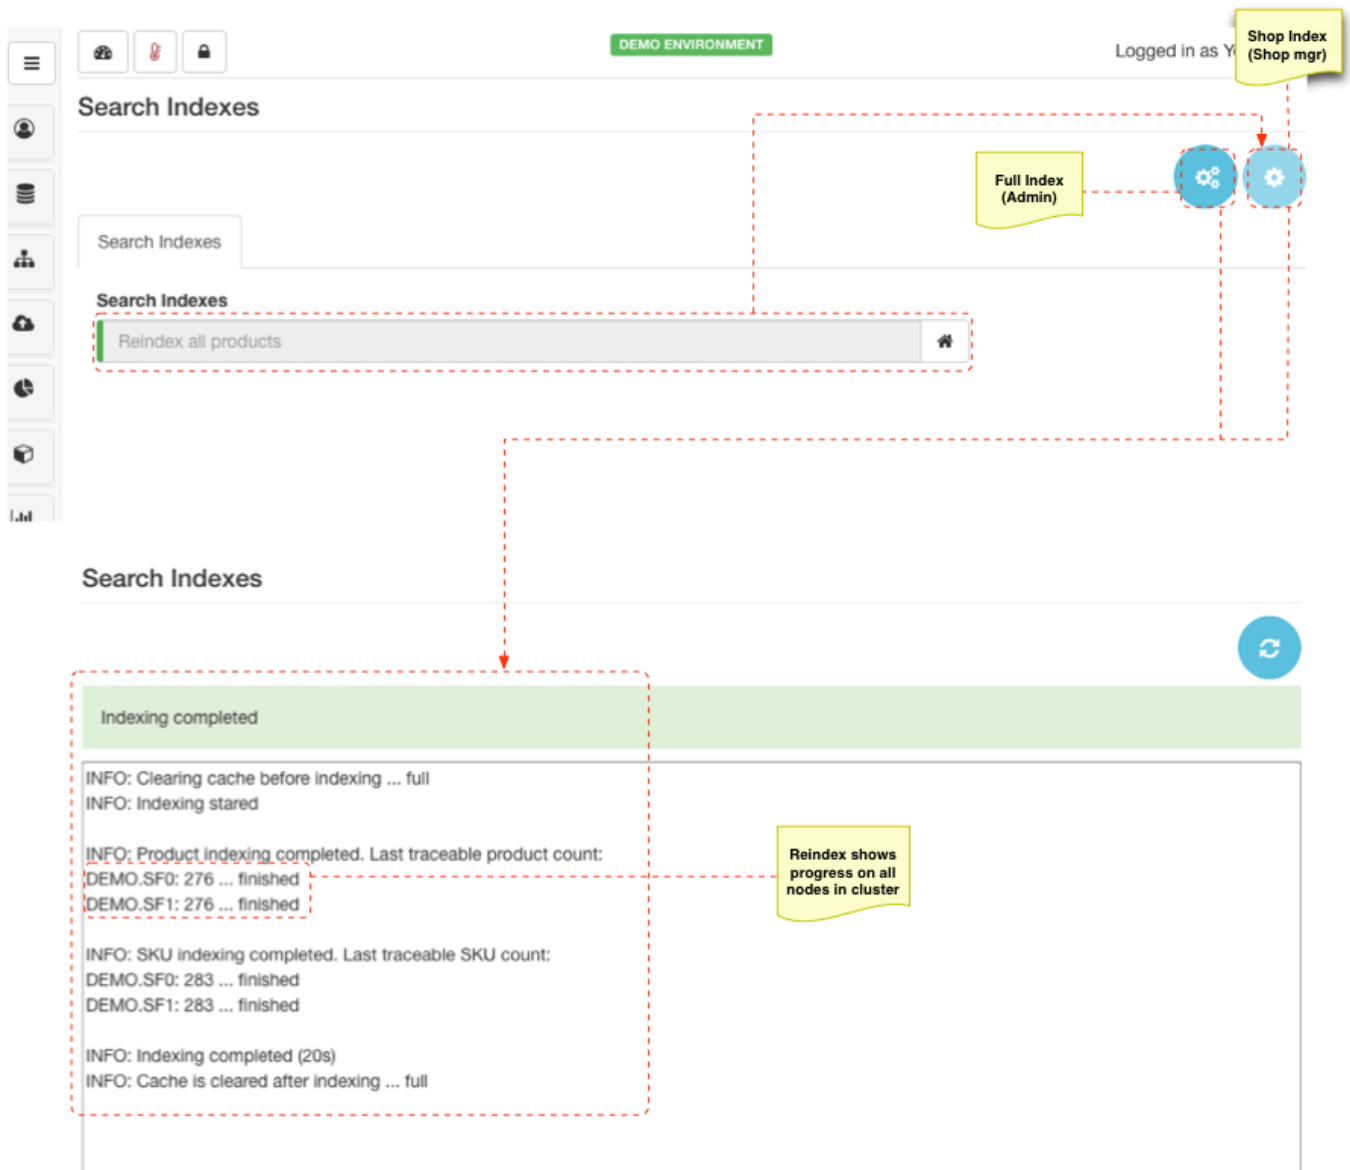 DEMO ENVIRONMENT
Logged in as
Shop Index
(Shop mgr)
Search Indexes
Full Index
(Admin)
Search Indexes
Search Indexes
Reindex all products
Search Indexes
Indexing completed
INFO: Clearing cache before indexing ... full
INFO: Indexing stared
INFO: Product indexing completed. Last traceable product count:
DEMO.SF0: 276 ... finished
DEMO.SF1: 276 ... finished
Reindex shows
progress on all
nodes in cluster
INFO: SKU indexing completed. Last traceable SKU count:
DEMO.SF0: 283 ... finished
DEMO.SF1: 283 ... finished
INFO: Indexing completed (20s)
INFO: Cache is cleared after indexing ... full